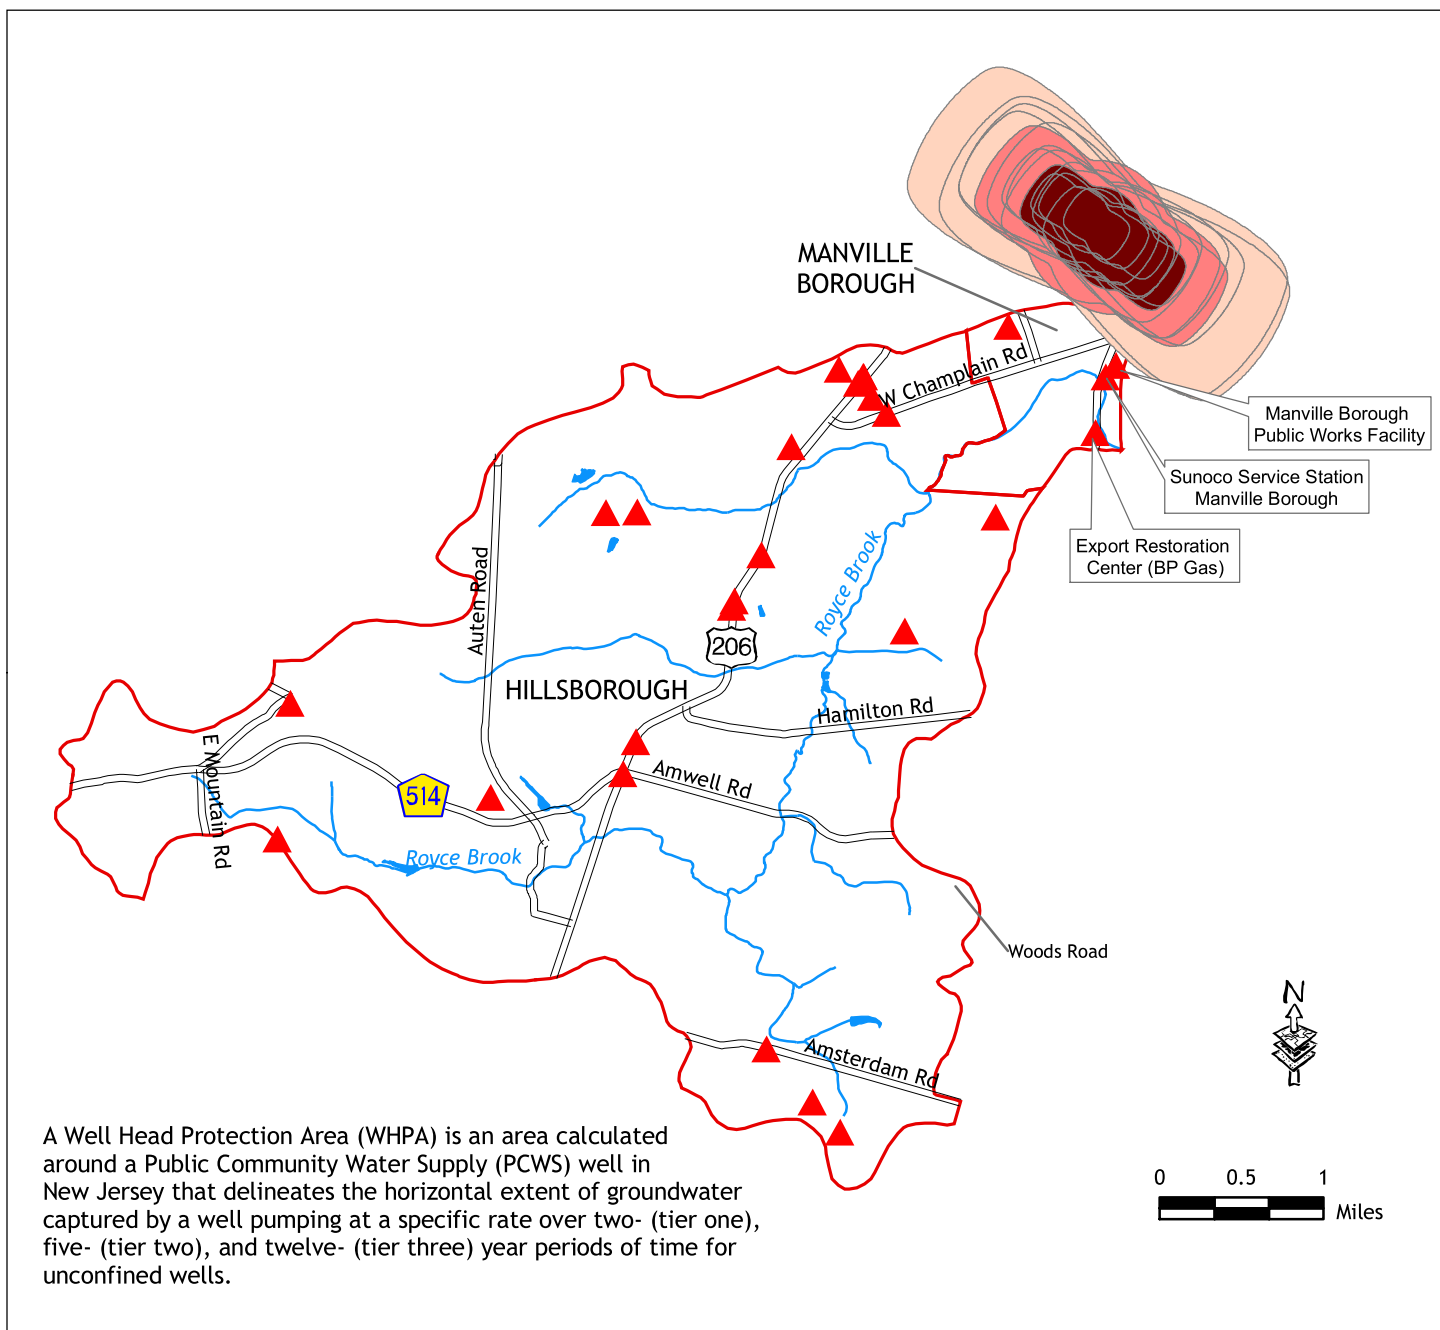 MANVILLE
BOROUGH
W Champlain Rd
Manville Borough
Public Works Facility
Sunoco Service Station
Manville Borough
Export Restoration
Center (BP Gas)
Auten Road
Royce Brook
206
HILLSBOROUGH
Hamilton Rd
E Mountain Rd
514
Amwell Rd
Royce Brook
Woods Road
N
Amsterdam Rd
A Well Head Protection Area (WHPA) is an area calculated
around a Public Community Water Supply (PCWS) well in
New Jersey that delineates the horizontal extent of groundwater
captured by a well pumping at a specific rate over two- (tier one),
five- (tier two), and twelve- (tier three) year periods of time for
unconfined wells.
0 0.5 1
Miles